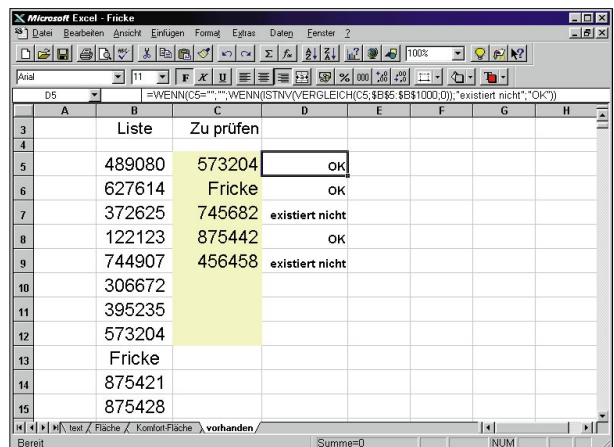 Microsoft Excel - Fricke
Datei Bearbeiten Ansicht Einfügen Format Extras Daten Fenster ?
100%
Arial 11 F K U % 000
D5 =WENN(C5="";"";WENN(ISTNV(VERGLEICH(C5;$B$5:$B$1000;0));"existiert nicht";"OK"))
A B C D E F G H
3 Liste Zu prüfen
4
5 489080 573204 OK
6 627614 Fricke OK
7 372625 745682 existiert nicht
8 122123 875442 OK
9 744907 456458 existiert nicht
10 306672
11 395235
12 573204
13 Fricke
14 875421
15 875428
text Fläche Komfort-Fläche vorhanden
Bereit Summe=0 NUM